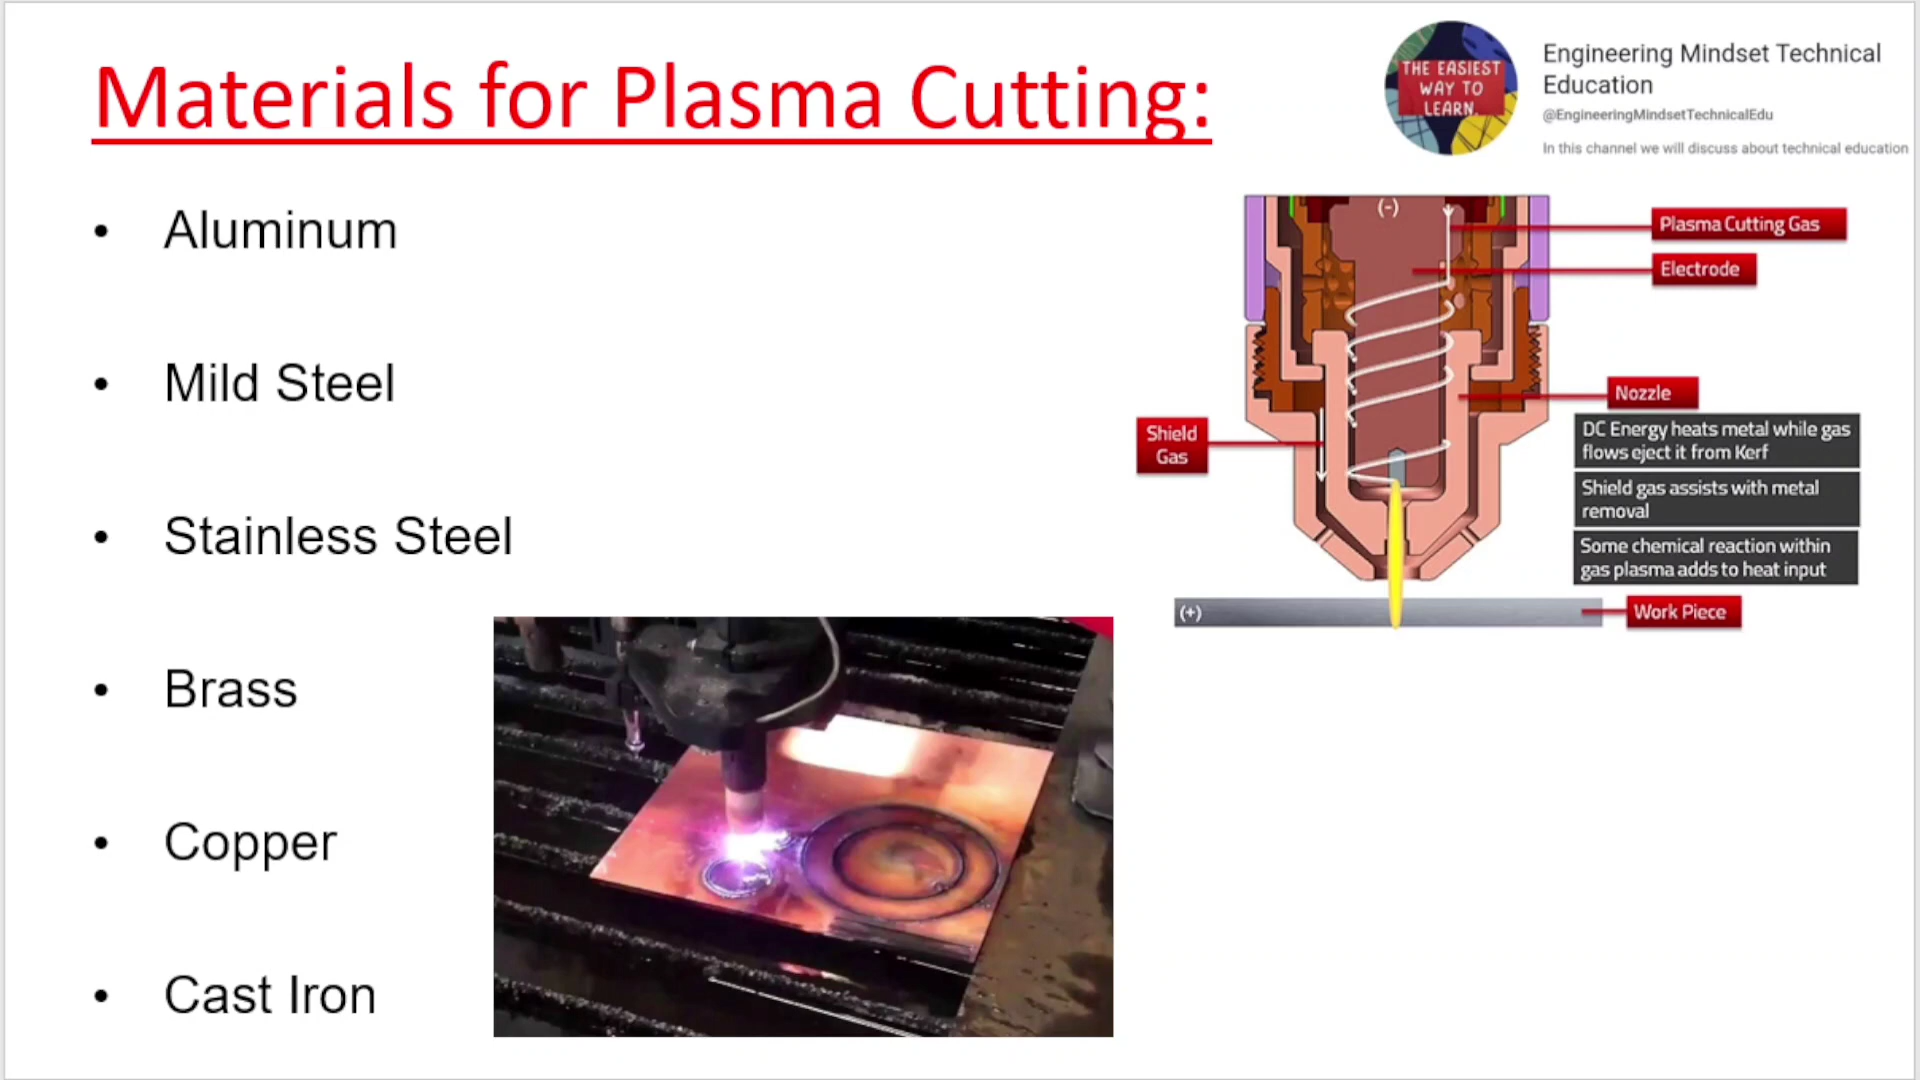 Materials for Plasma Cutting:
THE EASIEST
WAY TO
LEARN.
Engineering Mindset Technical
Education
@EngineeringMindsetTechnicalEdu
In this channel we will discuss about technical education
• Aluminum
• Mild Steel
• Stainless Steel
• Brass
• Copper
• Cast Iron
(-)
Plasma Cutting Gas
Electrode
Nozzle
Shield
Gas
DC Energy heats metal while gas
flows eject it from Kerf
Shield gas assists with metal
removal
Some chemical reaction within
gas plasma adds to heat input
(+)
Work Piece